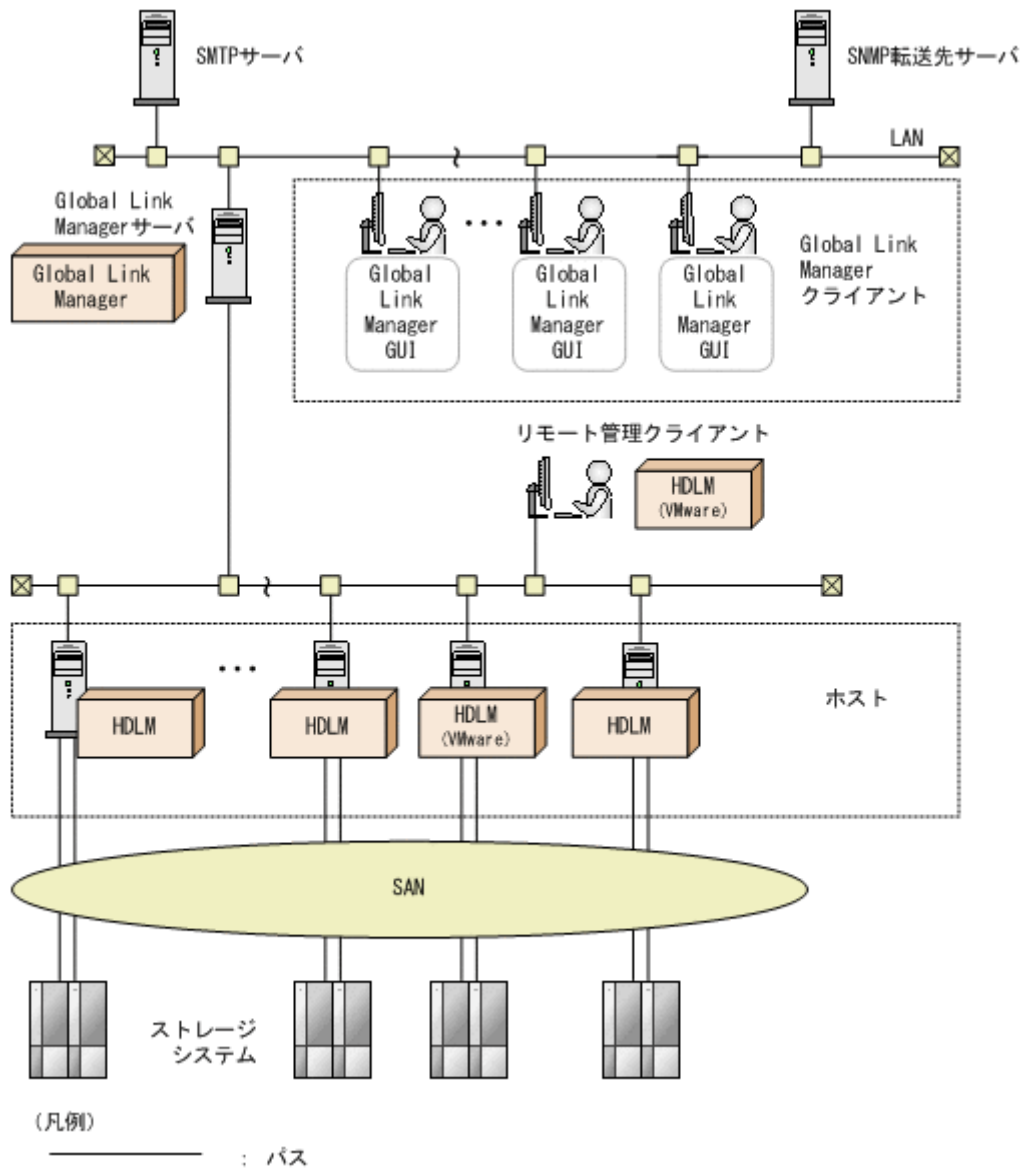 SMTPサーバ
SNMP転送先サーバ
LAN
Global Link
Managerサーバ
Global Link
Manager
Global
Link
Manager
GUI
Global
Link
Manager
GUI
Global
Link
Manager
GUI
Global Link
Manager
クライアント
リモート管理クライアント
HDLM
(VMware)
HDLM
HDLM
HDLM
(VMware)
HDLM
ホスト
SAN
ストレージ
システム
(凡例)
: パス